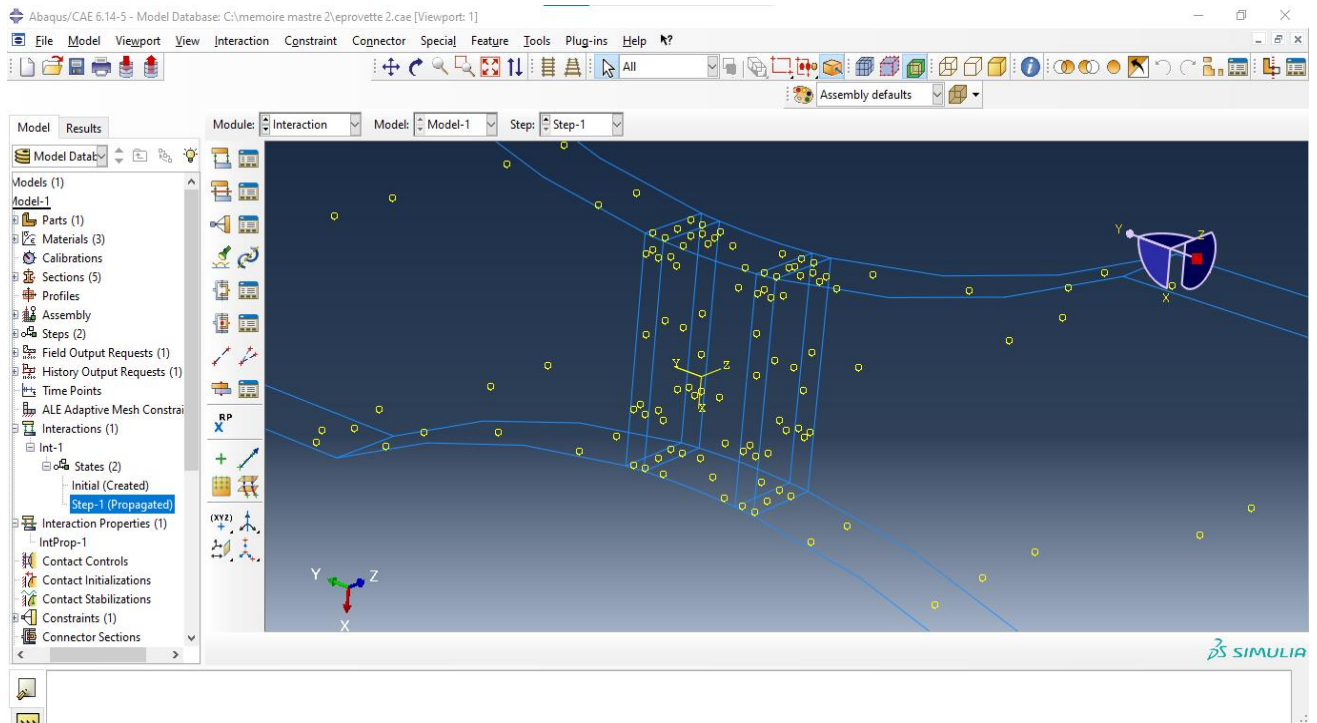 Abaqus/CAE 6.14-5 - Model Database: C:\memoire mastre 2\eprovette 2.cae [Viewport: 1]
File Model Viewport View Interaction Constraint Connector Special Feature Tools Plug-ins Help
All
Assembly defaults
Model Results
Module: Interaction Model: Model-1 Step: Step-1
Model Datab
Models (1)
Model-1
Parts (1)
Materials (3)
Calibrations
Sections (5)
Profiles
Assembly
Steps (2)
Field Output Requests (1)
History Output Requests (1)
Time Points
ALE Adaptive Mesh Constrai
Interactions (1)
Int-1
States (2)
Initial (Created)
Step-1 (Propagated)
Interaction Properties (1)
IntProp-1
Contact Controls
Contact Initializations
Contact Stabilizations
Constraints (1)
Connector Sections
RP
X
(XYZ)
Y
Z
X
Y
Z
X
Y
Z
X
SIMULIA